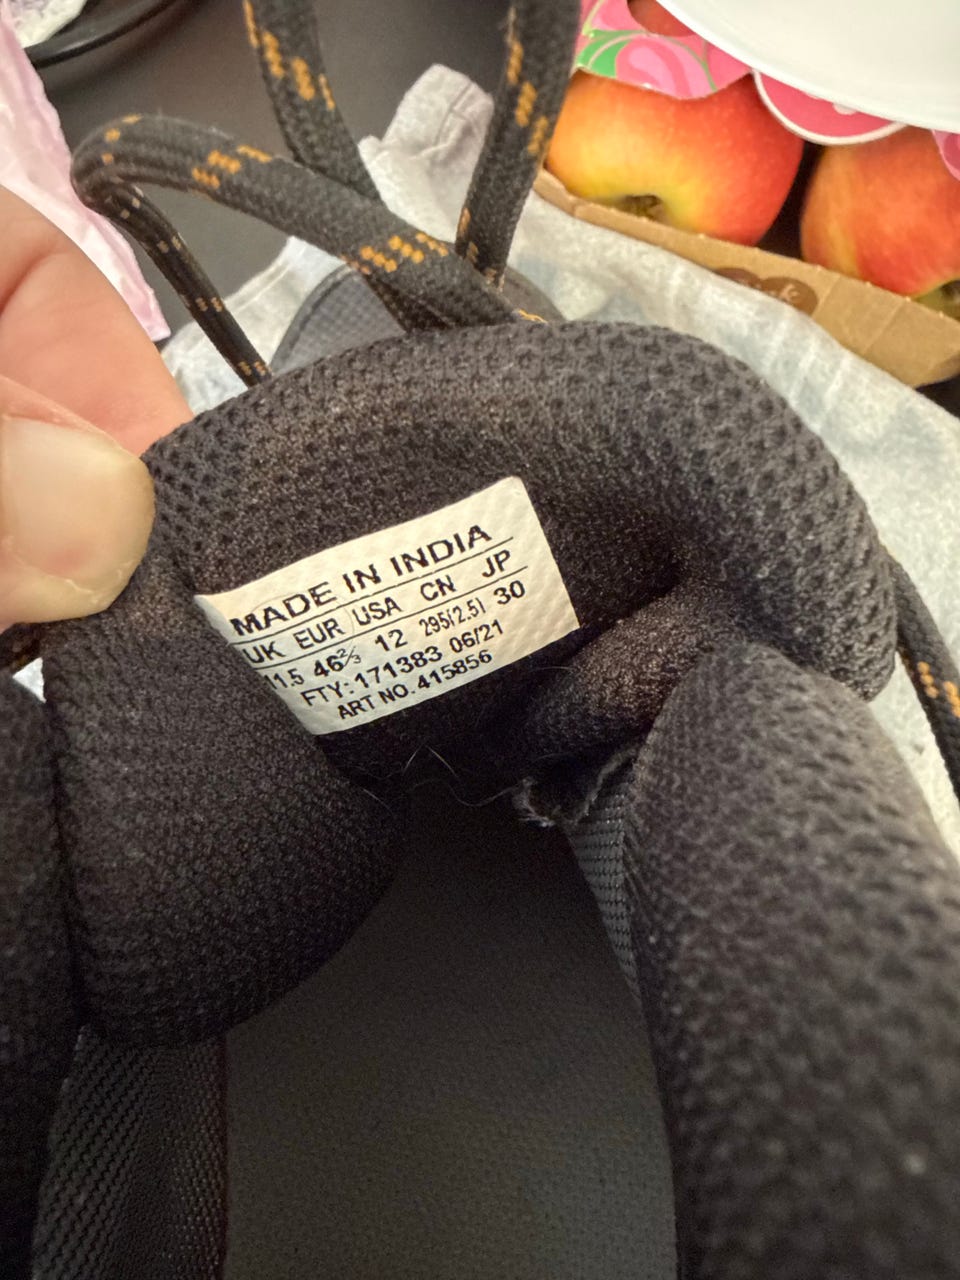 MADE IN INDIA
UK EUR USA CN JP
11.5 46⅔ 12 295(2.5) 30
FTY: 171383 06/21
ART NO. 415856